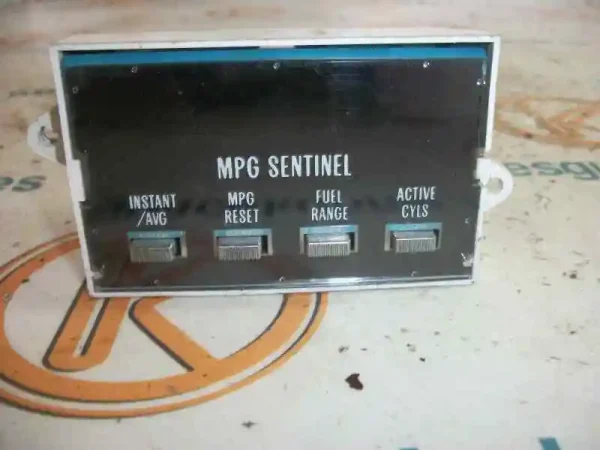 MPG SENTINEL
INSTANT
/AVG
MPG
RESET
FUEL
RANGE
ACTIVE
CYLS